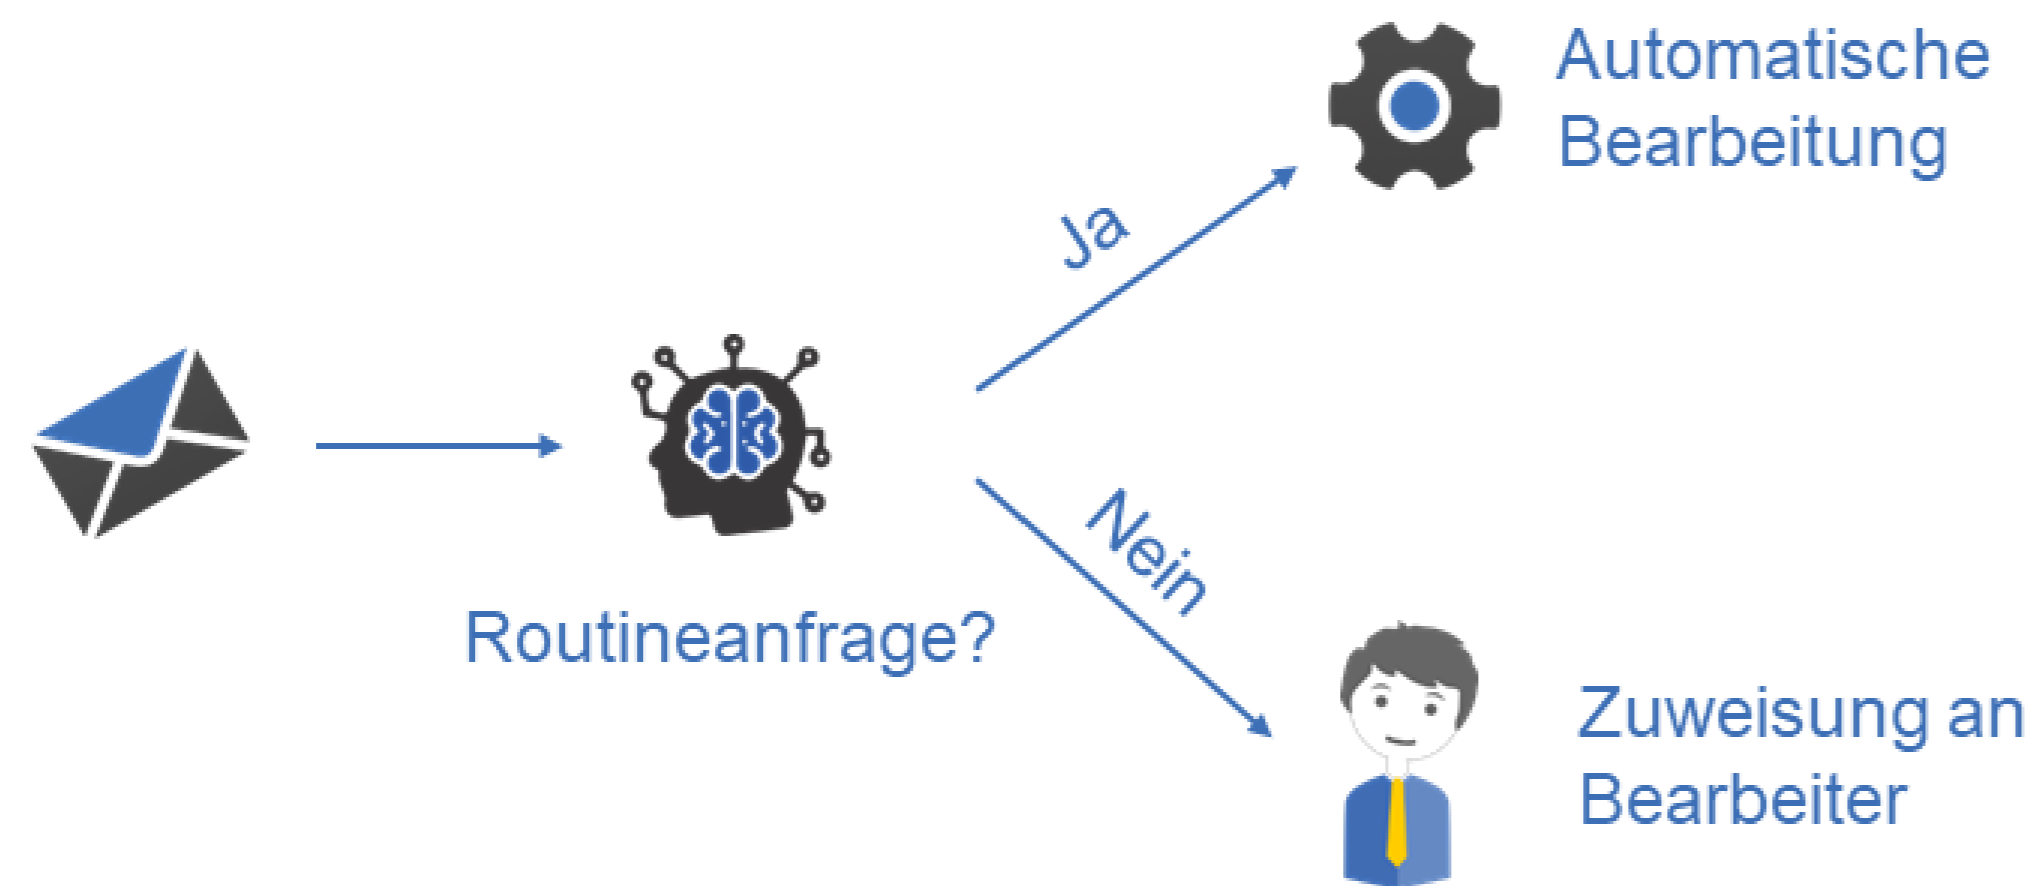 Automatische
Bearbeitung
Ja
Routineanfrage?
Nein
Zuweisung an
Bearbeiter